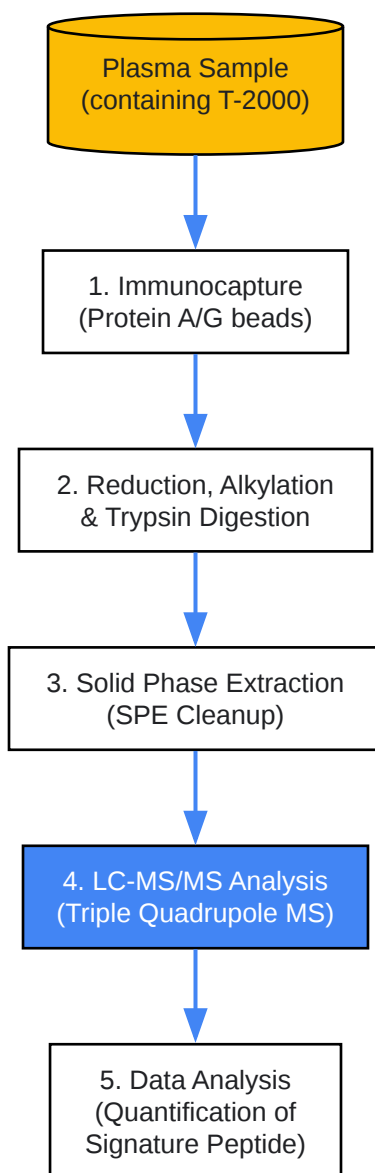 Plasma Sample
(containing T-2000)
1. Immunocapture
(Protein A/G beads)
2. Reduction, Alkylation
& Trypsin Digestion
3. Solid Phase Extraction
(SPE Cleanup)
4. LC-MS/MS Analysis
(Triple Quadrupole MS)
5. Data Analysis
(Quantification of
Signature Peptide)